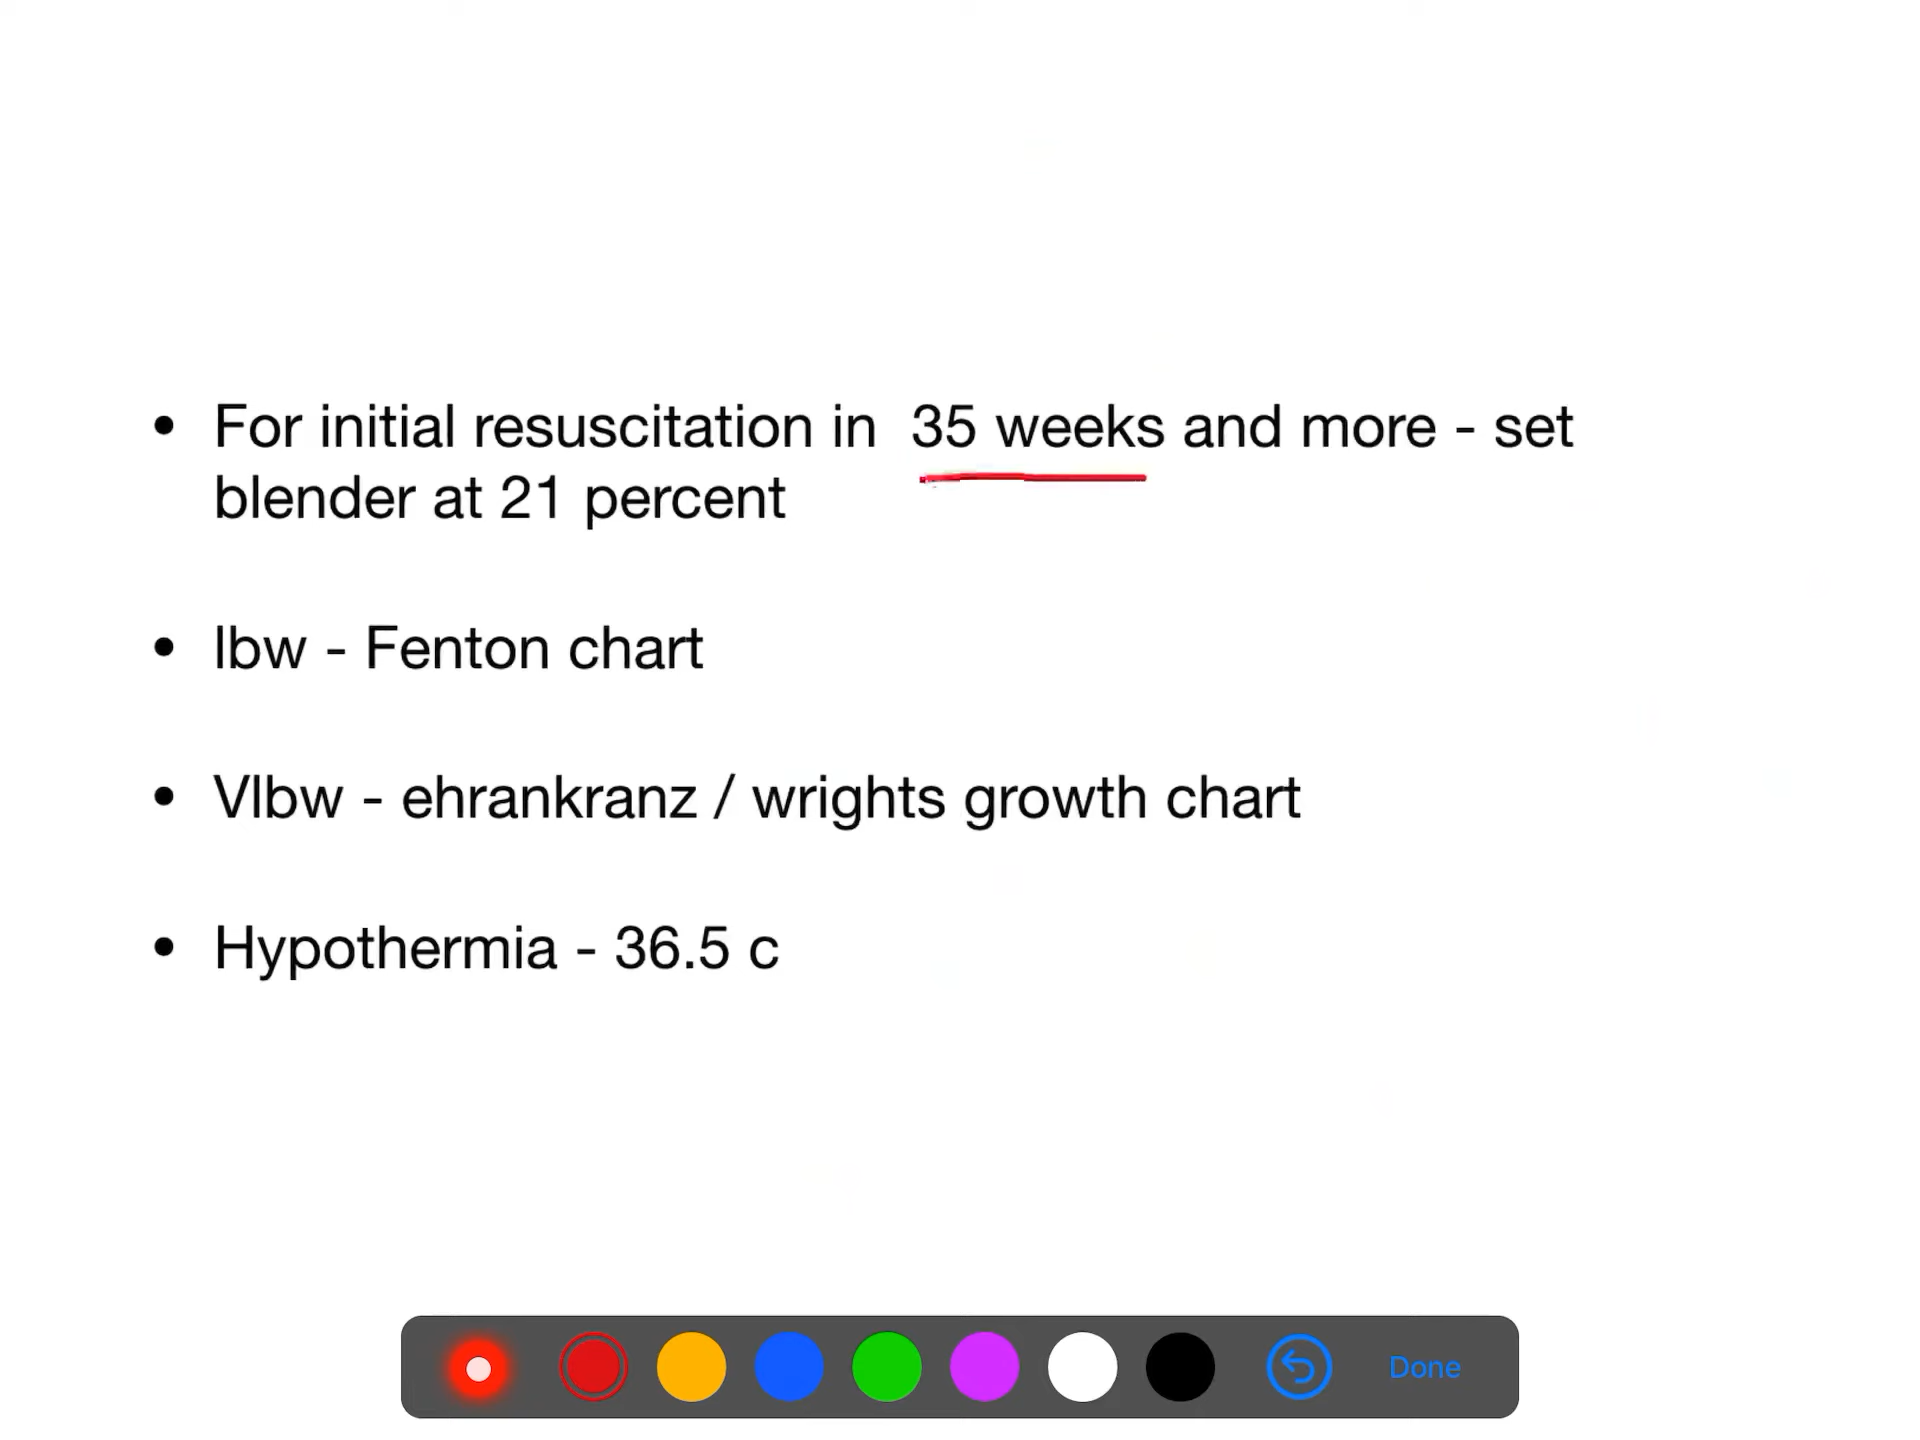 • For initial resuscitation in  35 weeks and more - set
blender at 21 percent
• lbw - Fenton chart
• Vlbw - ehrankranz / wrights growth chart
• Hypothermia - 36.5 c
Done